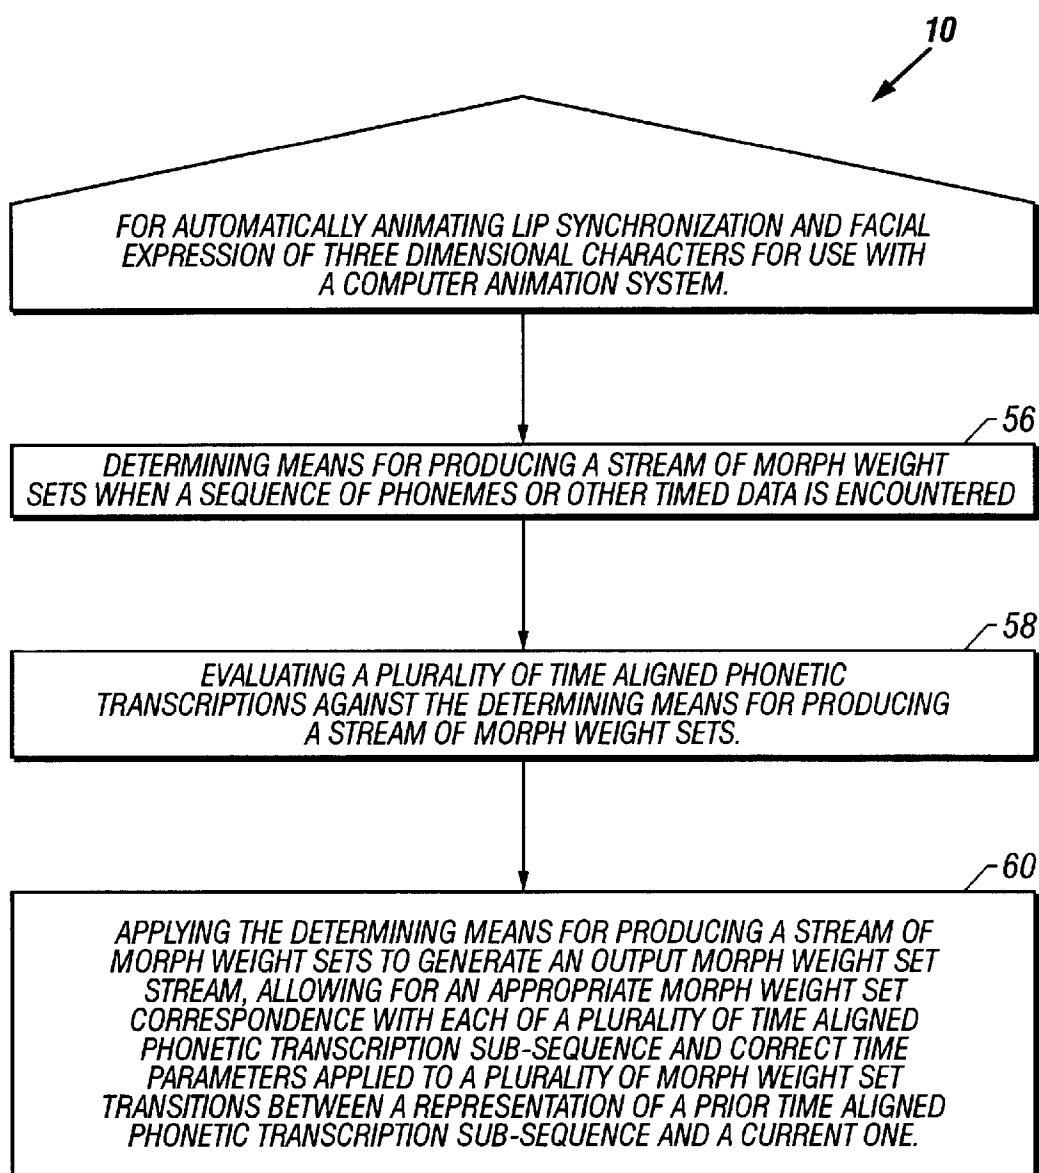 10
FOR AUTOMATICALLY ANIMATING LIP SYNCHRONIZATION AND FACIAL
EXPRESSION OF THREE DIMENSIONAL CHARACTERS FOR USE WITH
A COMPUTER ANIMATION SYSTEM.
56
DETERMINING MEANS FOR PRODUCING A STREAM OF MORPH WEIGHT
SETS WHEN A SEQUENCE OF PHONEMES OR OTHER TIMED DATA IS ENCOUNTERED
58
EVALUATING A PLURALITY OF TIME ALIGNED PHONETIC
TRANSCRIPTIONS AGAINST THE DETERMINING MEANS FOR PRODUCING
A STREAM OF MORPH WEIGHT SETS.
60
APPLYING THE DETERMINING MEANS FOR PRODUCING A STREAM OF
MORPH WEIGHT SETS TO GENERATE AN OUTPUT MORPH WEIGHT SET
STREAM, ALLOWING FOR AN APPROPRIATE MORPH WEIGHT SET
CORRESPONDENCE WITH EACH OF A PLURALITY OF TIME ALIGNED
PHONETIC TRANSCRIPTION SUB-SEQUENCE AND CORRECT TIME
PARAMETERS APPLIED TO A PLURALITY OF MORPH WEIGHT SET
TRANSITIONS BETWEEN A REPRESENTATION OF A PRIOR TIME ALIGNED
PHONETIC TRANSCRIPTION SUB-SEQUENCE AND A CURRENT ONE.